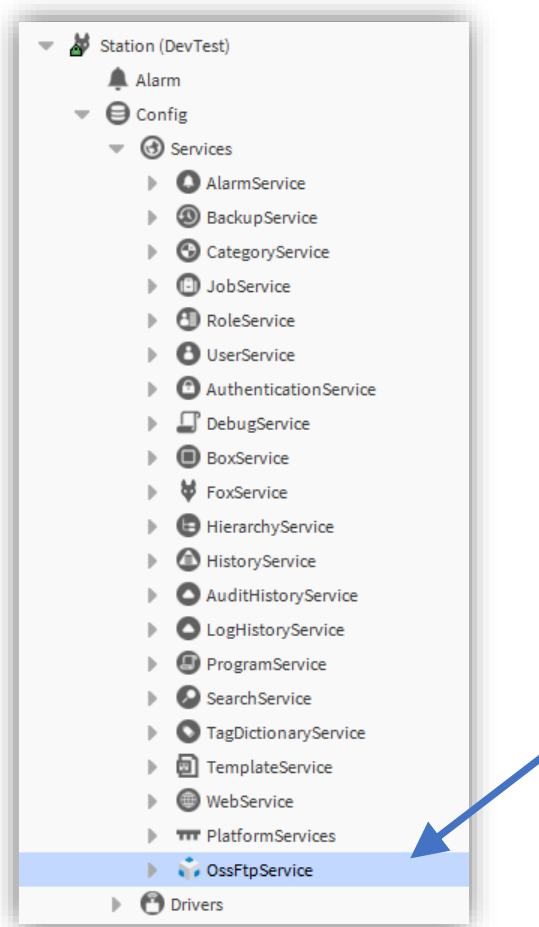 Station (DevTest)
Alarm
Config
Services
AlarmService
BackupService
CategoryService
JobService
RoleService
UserService
AuthenticationService
DebugService
BoxService
FoxService
HierarchyService
HistoryService
AuditHistoryService
LogHistoryService
ProgramService
SearchService
TagDictionaryService
TemplateService
WebService
PlatformServices
OssFtpService
Drivers